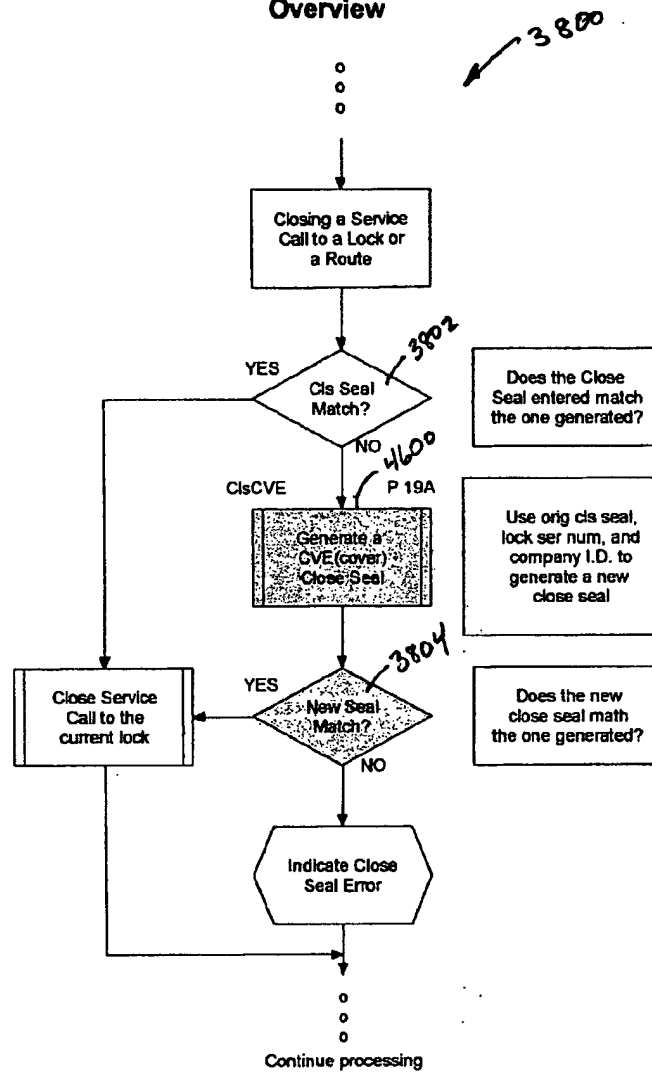 Overview
3800
Closing a Service
Call to a Lock or
a Route
3802
YES
Cls Seal
Match?
NO
Does the Close
Seal entered match
the one generated?
4600
ClsCVE
P 19A
Generate a
CVE(cover)
Close Seal
Use orig cls seal,
lock ser num, and
company I.D. to
generate a new
close seal
3804
YES
New Seal
Match?
NO
Close Service
Call to the
current lock
Does the new
close seal math
the one generated?
Indicate Close
Seal Error
Continue processing